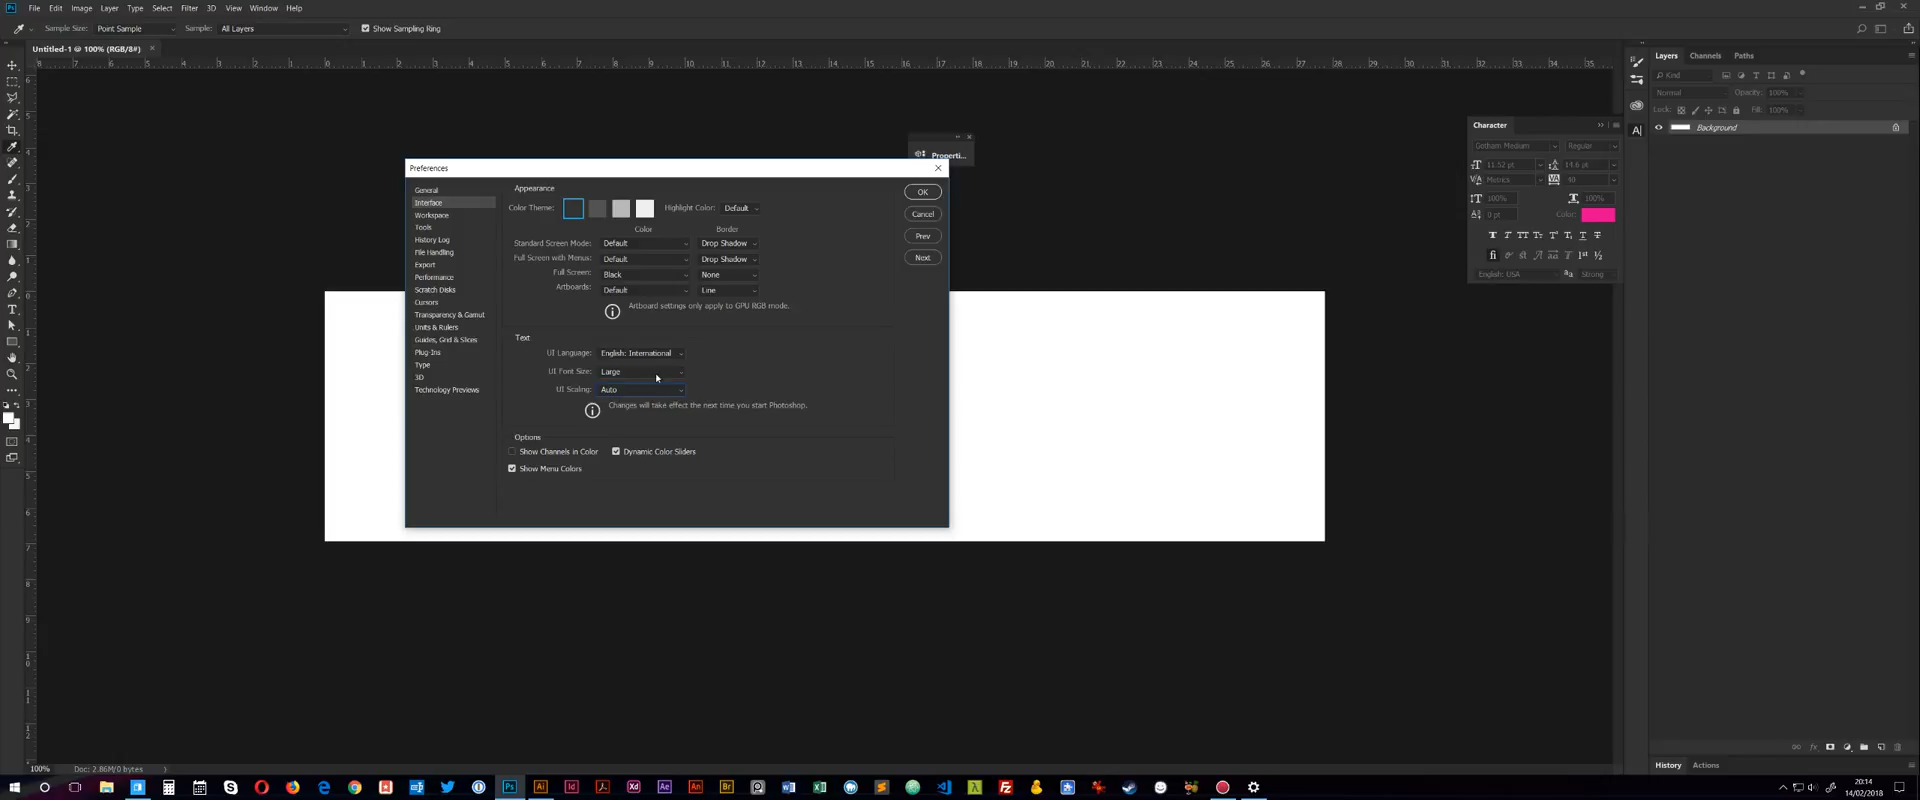 Ps File Edit Image Layer Type Select Filter 3D View Window Help
Sample Size: Point Sample Sample: All Layers Show Sampling Ring
Untitled-1 @ 100% (RGB/8#)
Properti...
Preferences
General
Interface
Workspace
Tools
History Log
File Handling
Export
Performance
Scratch Disks
Cursors
Transparency & Gamut
Units & Rulers
Guides, Grid & Slices
Plug-Ins
Type
3D
Technology Previews
Appearance
Color Theme: Highlight Color: Default
Color Border
Standard Screen Mode: Default Drop Shadow
Full Screen with Menus: Default Drop Shadow
Full Screen: Black None
Artboards: Default Line
Artboard settings only apply to GPU RGB mode.
Text
UI Language: English: International
UI Font Size: Large
UI Scaling: Auto
Changes will take effect the next time you start Photoshop.
Options
Show Channels in Color Dynamic Color Sliders
Show Menu Colors
OK
Cancel
Prev
Next
Character
Gotham Medium Regular
11.52 pt 14.6 pt
Metrics 40
100% 100%
0 pt Color:
English: USA Strong
Layers Channels Paths
Kind
Normal Opacity: 100%
Lock: Fill: 100%
Background
History Actions
100% Doc: 2.86M/0 bytes
20:14
14/02/2018